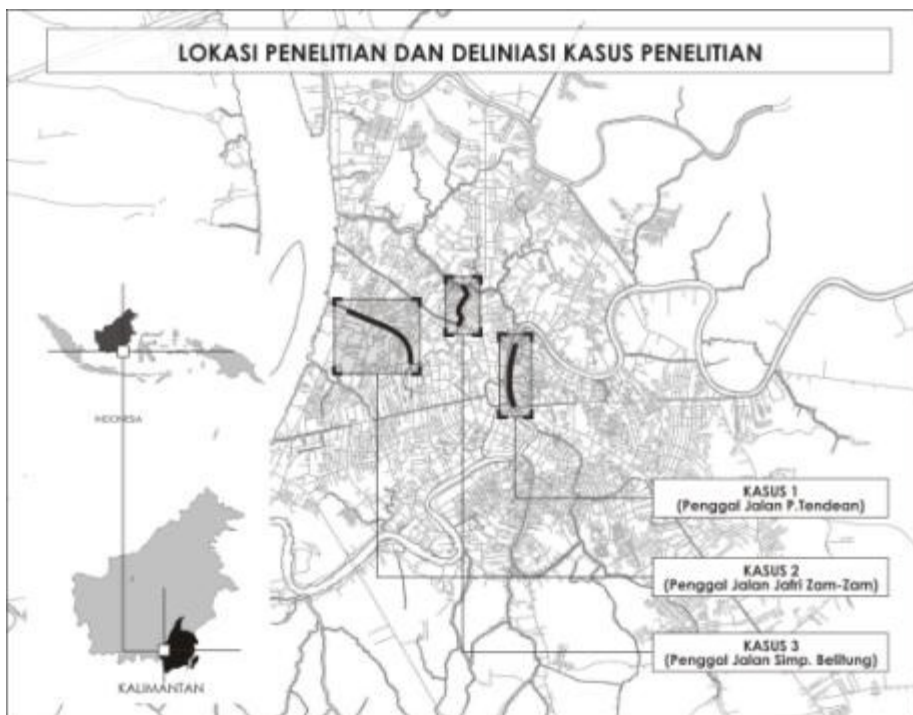 LOKASI PENELITIAN DAN DELINIASI KASUS PENELITIAN
INDONESIA
KALIMANTAN
KASUS 1
(Penggal Jalan P.Tendean)
KASUS 2
(Penggal Jalan Jafri Zam-Zam)
KASUS 3
(Penggal Jalan Simp. Belitung)